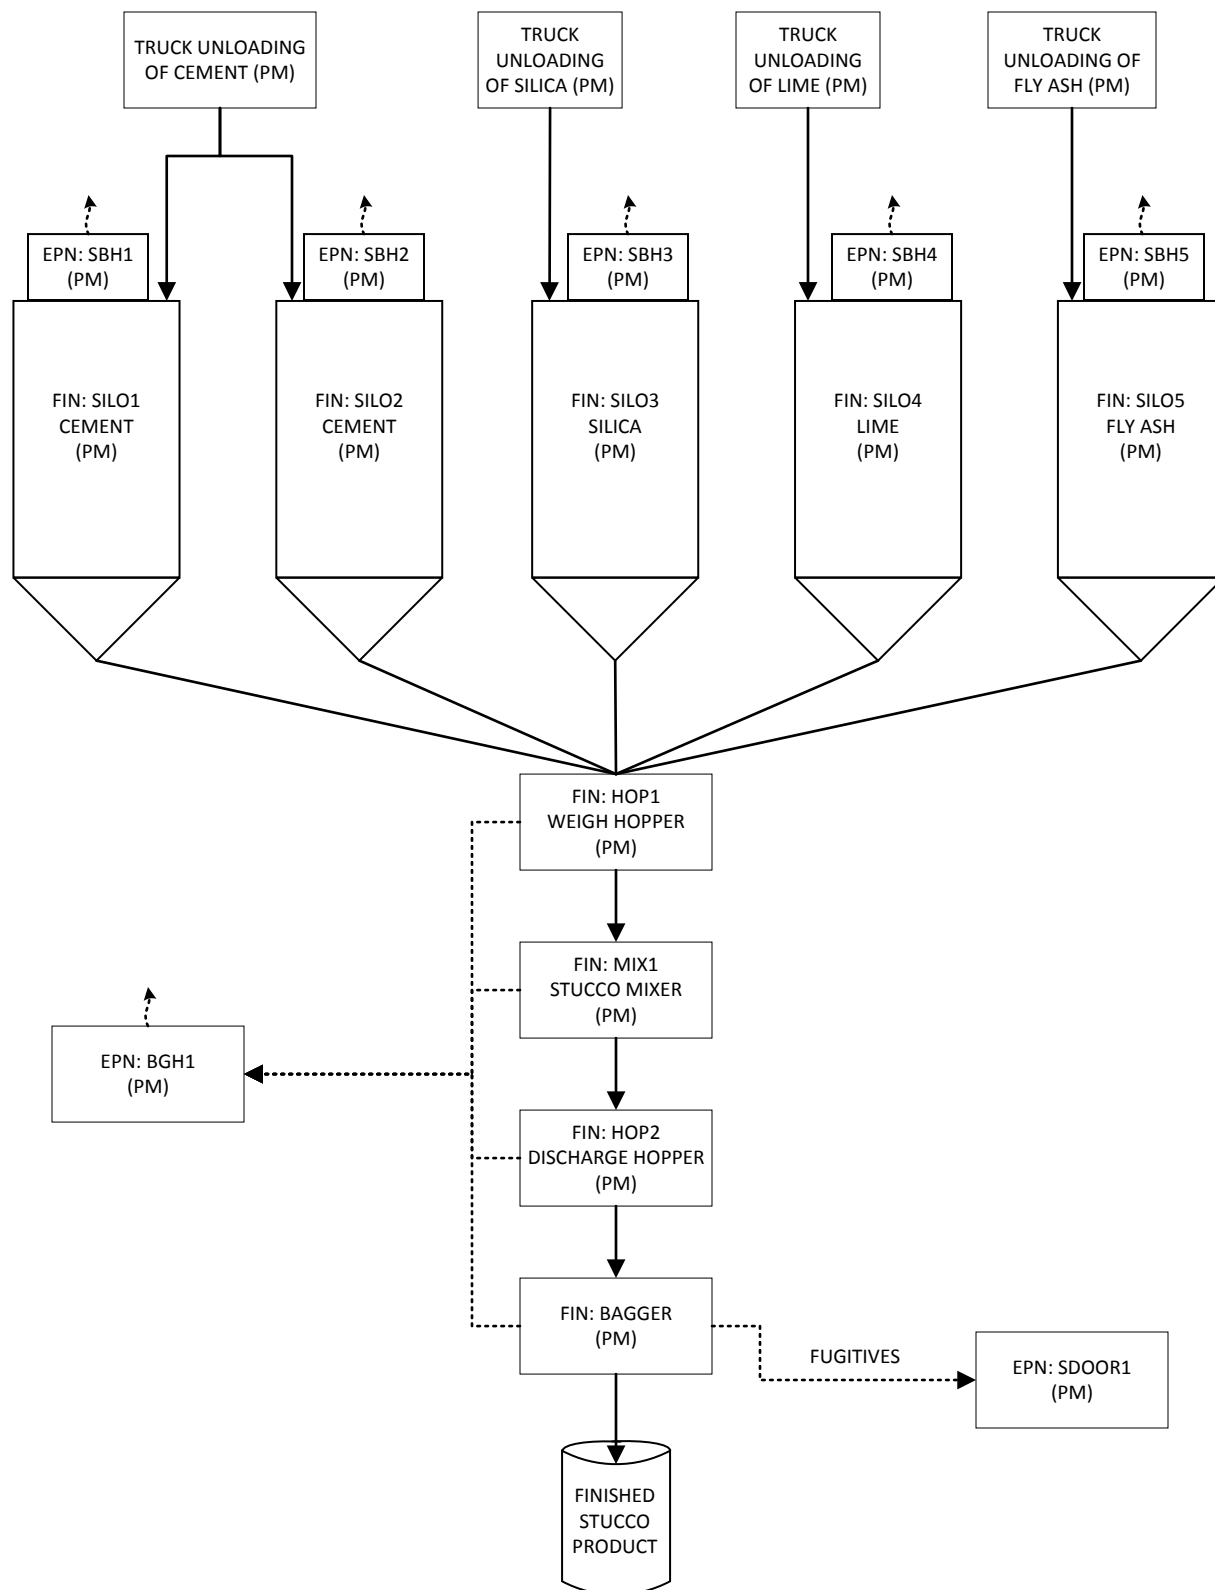 TRUCK UNLOADING
OF CEMENT (PM)
TRUCK
UNLOADING
OF SILICA (PM)
TRUCK
UNLOADING
OF LIME (PM)
TRUCK
UNLOADING OF
FLY ASH (PM)
EPN: SBH1
(PM)
EPN: SBH2
(PM)
EPN: SBH3
(PM)
EPN: SBH4
(PM)
EPN: SBH5
(PM)
FIN: SILO1
CEMENT
(PM)
FIN: SILO2
CEMENT
(PM)
FIN: SILO3
SILICA
(PM)
FIN: SILO4
LIME
(PM)
FIN: SILO5
FLY ASH
(PM)
FIN: HOP1
WEIGH HOPPER
(PM)
FIN: MIX1
STUCCO MIXER
(PM)
EPN: BGH1
(PM)
FIN: HOP2
DISCHARGE HOPPER
(PM)
FIN: BAGGER
(PM)
FUGITIVES
EPN: SDOOR1
(PM)
FINISHED
STUCCO
PRODUCT